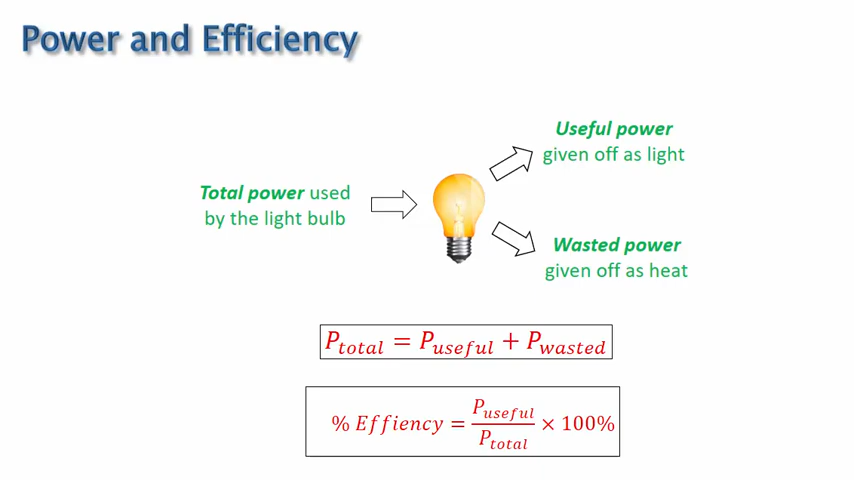 Power and Efficiency
Useful power
given off as light
Total power used
by the light bulb
Wasted power
given off as heat
P_total = P_useful + P_wasted
% Effiency = P_useful / P_total × 100%